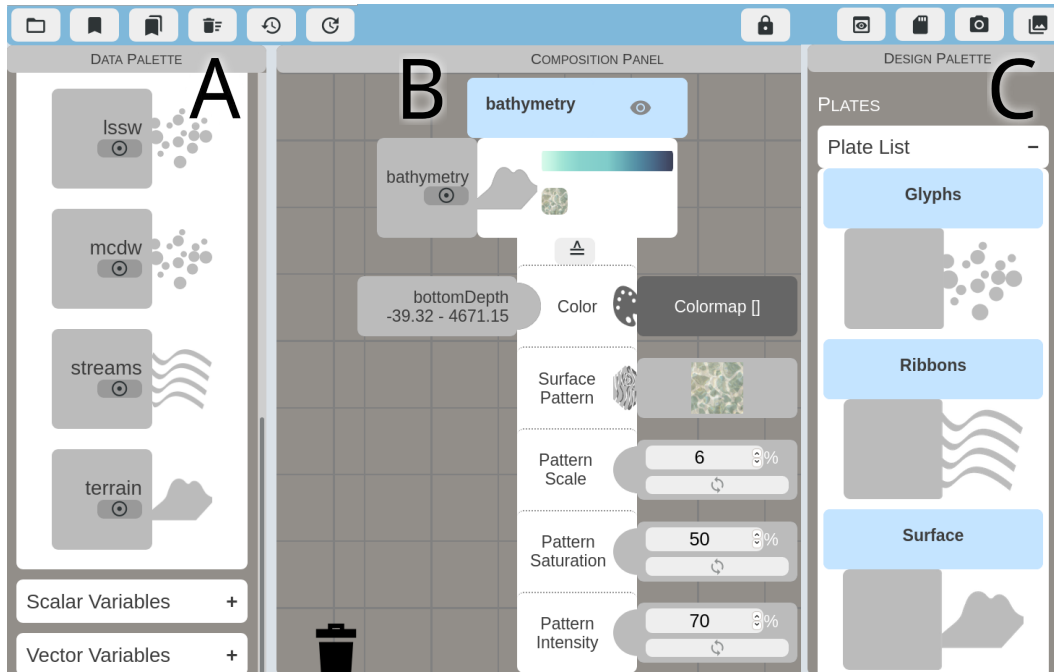 DATA PALETTE
A
lssw
mcdw
streams
terrain
Scalar Variables +
Vector Variables +
COMPOSITION PANEL
B
bathymetry
bathymetry
≙
bottomDepth
-39.32 - 4671.15
Color
Colormap []
Surface
Pattern
Pattern
Scale
6 %
Pattern
Saturation
50 %
Pattern
Intensity
70 %
DESIGN PALETTE
C
PLATES
Plate List −
Glyphs
Ribbons
Surface